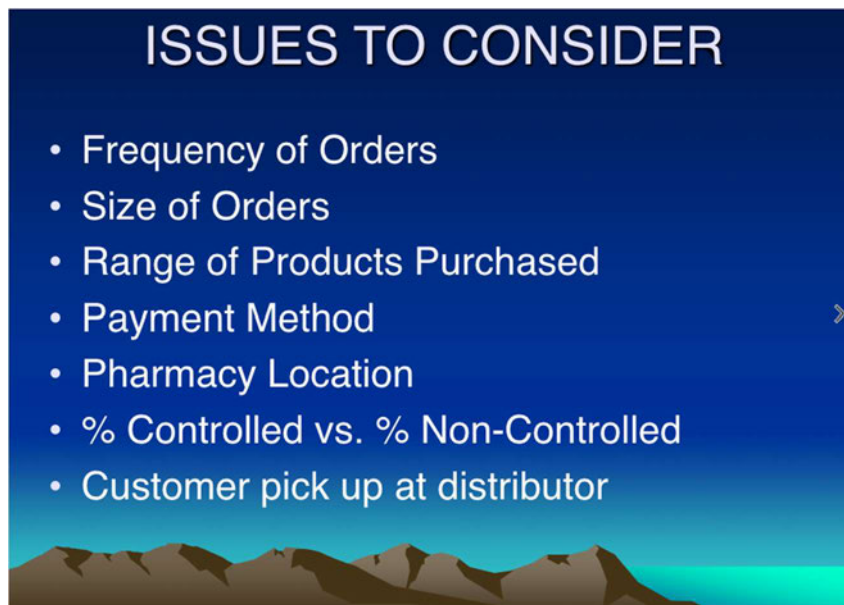 ISSUES TO CONSIDER
• Frequency of Orders
• Size of Orders
• Range of Products Purchased
• Payment Method
• Pharmacy Location
• % Controlled vs. % Non-Controlled
• Customer pick up at distributor